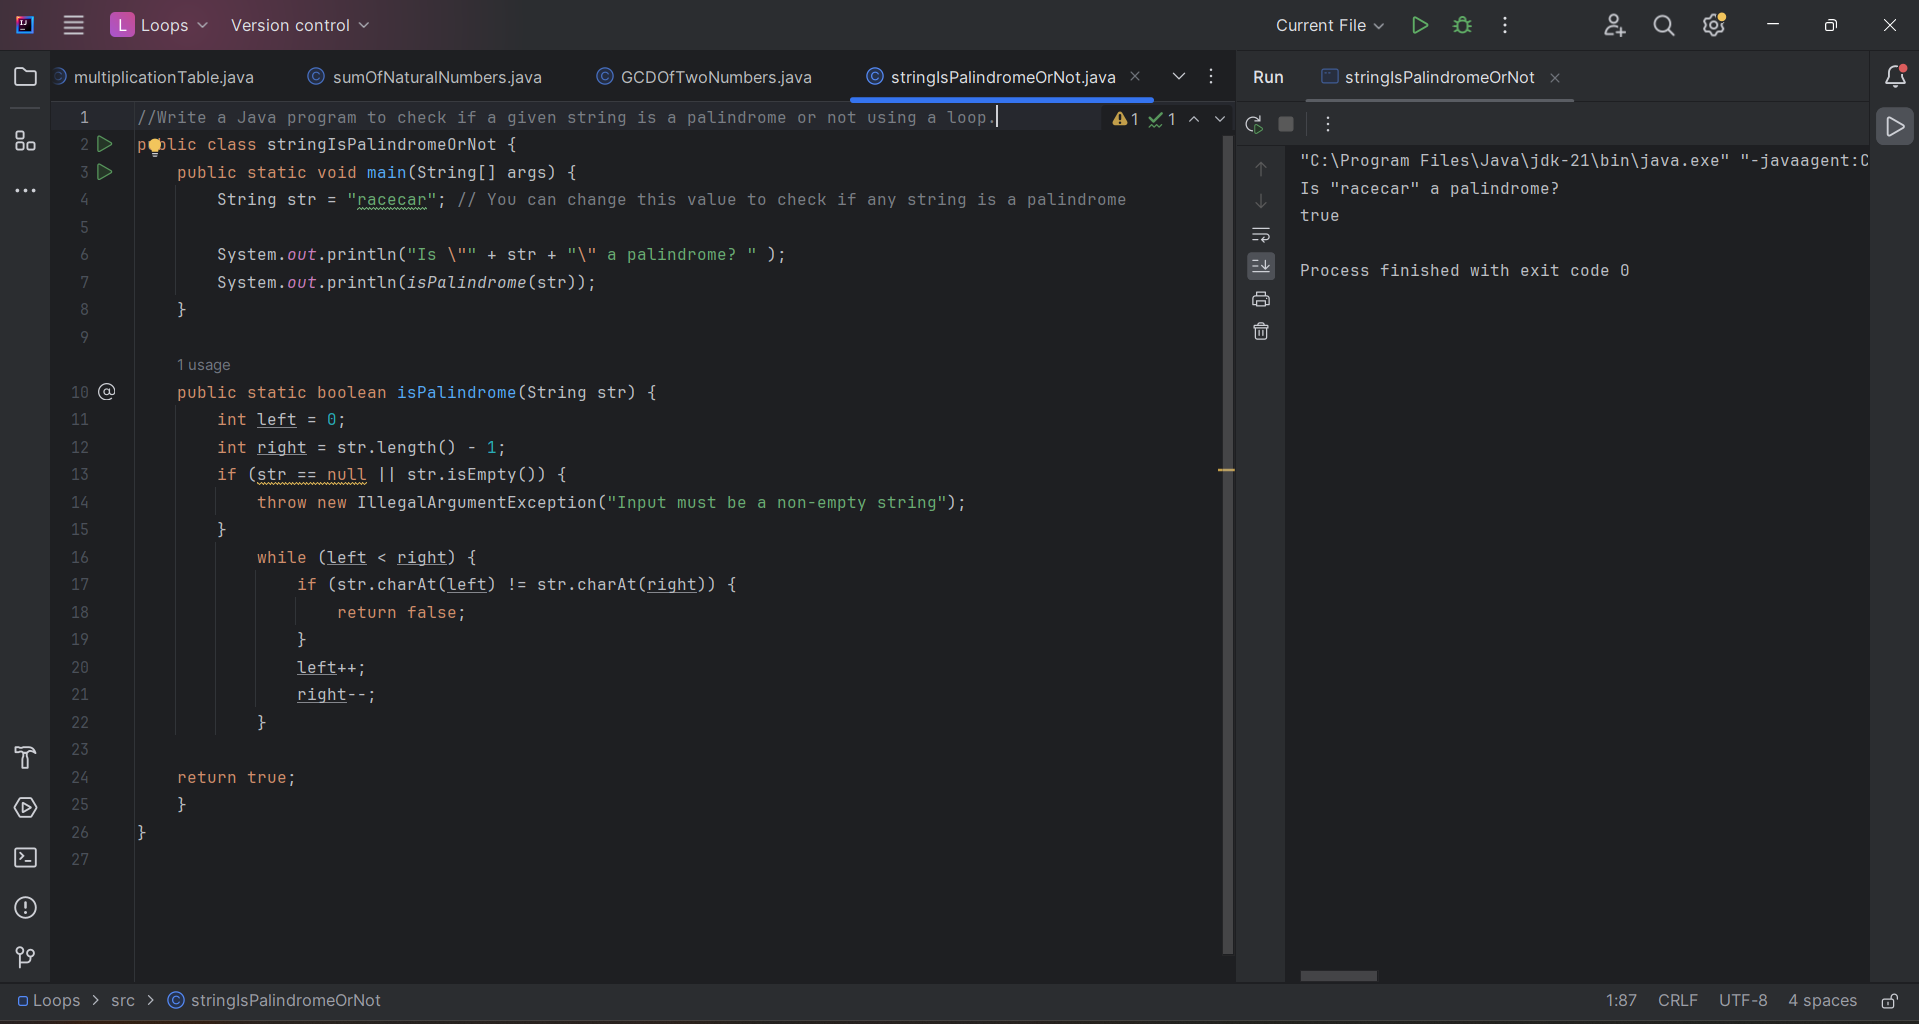 L Loops Version control Current File
multiplicationTable.java sumOfNaturalNumbers.java GCDOfTwoNumbers.java stringIsPalindromeOrNot.java Run stringIsPalindromeOrNot
1 //Write a Java program to check if a given string is a palindrome or not using a loop. 1 1
2 public class stringIsPalindromeOrNot {
3 public static void main(String[] args) {
4 String str = "racecar"; // You can change this value to check if any string is a palindrome
5
6 System.out.println("Is \"" + str + "\" a palindrome? " );
7 System.out.println(isPalindrome(str));
8 }
9
1 usage
10 @ public static boolean isPalindrome(String str) {
11 int left = 0;
12 int right = str.length() - 1;
13 if (str == null || str.isEmpty()) {
14 throw new IllegalArgumentException("Input must be a non-empty string");
15 }
16 while (left < right) {
17 if (str.charAt(left) != str.charAt(right)) {
18 return false;
19 }
20 left++;
21 right--;
22 }
23
24 return true;
25 }
26 }
27
"C:\Program Files\Java\jdk-21\bin\java.exe" "-javaagent:C
Is "racecar" a palindrome?
true
Process finished with exit code 0
Loops > src > stringIsPalindromeOrNot 1:87 CRLF UTF-8 4 spaces